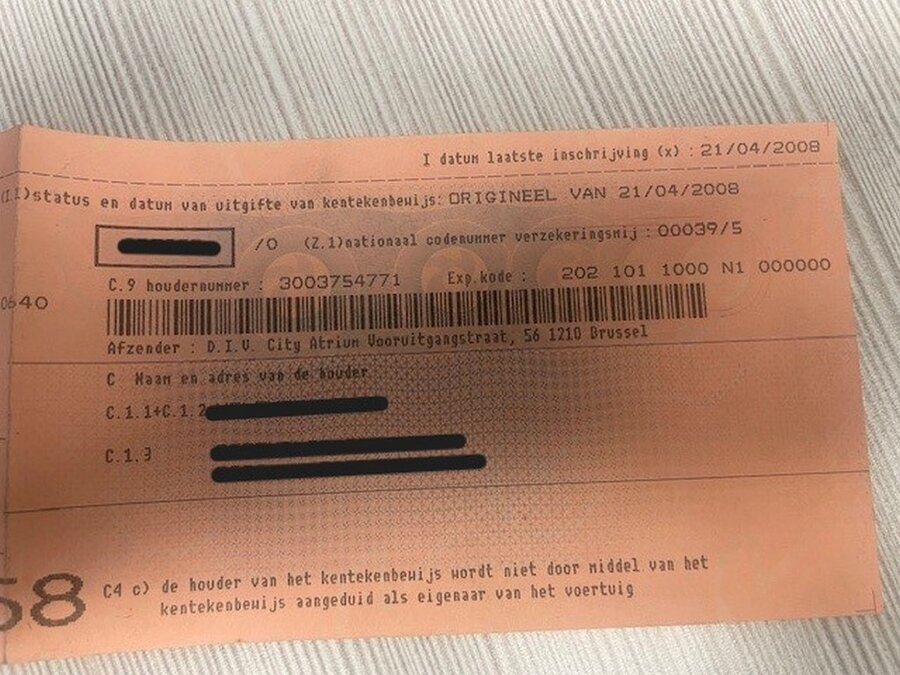 I datum laatste inschrijving (x) : 21/04/2008
(I.1)status en datum van uitgifte van kentekenbewijs: ORIGINEEL VAN 21/04/2008
/0 (Z.1)nationaal codenummer verzekeringsmij : 00039/5
C.9 houdernummer : 3003754771 Exp.kode : 202 101 1000 N1 000000
0640
Afzender : D.I.V. City Atrium Vooruitgangstraat, 56 1210 Brussel
C Naam en adres van de houder
C.1.1+C.1.2
C.1.3
58
C4 c) de houder van het kentekenbewijs wordt niet door middel van het
kentekenbewijs aangeduid als eigenaar van het voertuig